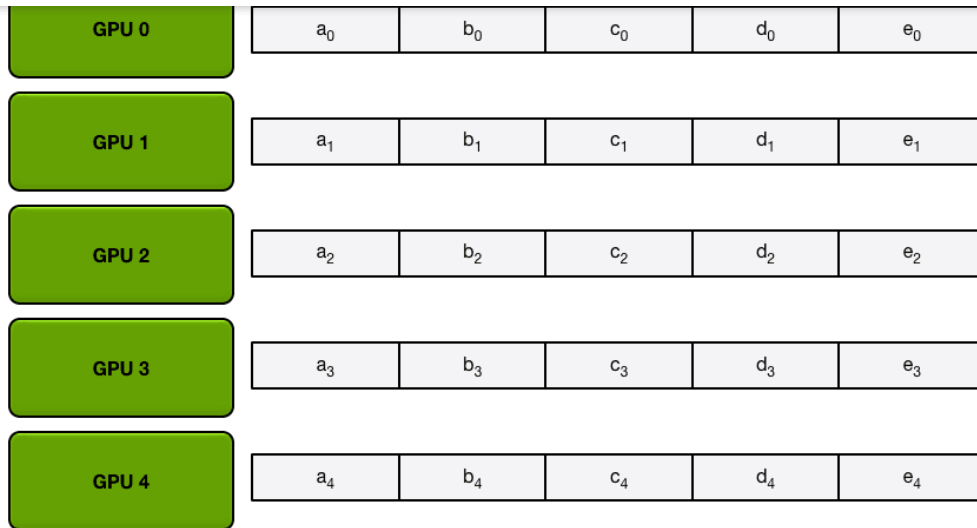 GPU 0 a₀ b₀ c₀ d₀ e₀
GPU 1 a₁ b₁ c₁ d₁ e₁
GPU 2 a₂ b₂ c₂ d₂ e₂
GPU 3 a₃ b₃ c₃ d₃ e₃
GPU 4 a₄ b₄ c₄ d₄ e₄